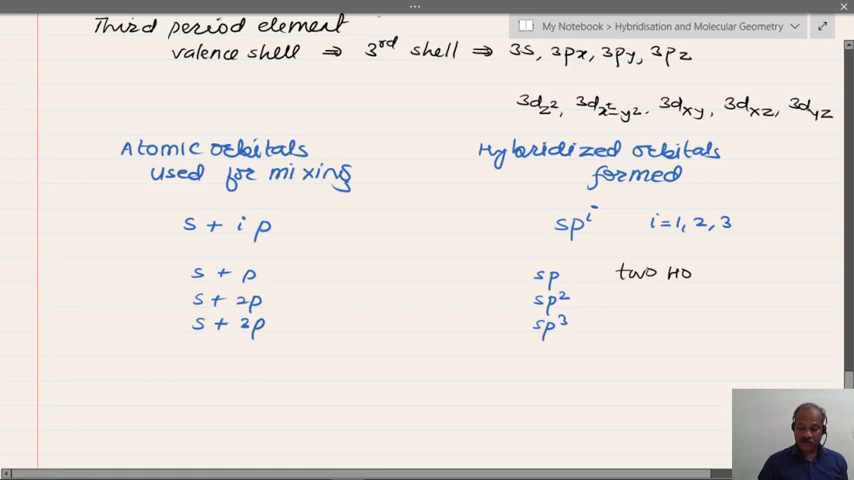 Third period element
My Notebook > Hybridisation and Molecular Geometry
valence shell ⇒ 3rd shell ⇒ 3s, 3px, 3py, 3pz
3dz², 3dx²-y², 3dxy, 3dxz, 3dyz
Atomic orbitals used for mixing
Hybridized orbitals formed
s + i p spⁱ i=1, 2, 3
s + p sp two HO
s + 2p sp²
s + 2p sp³